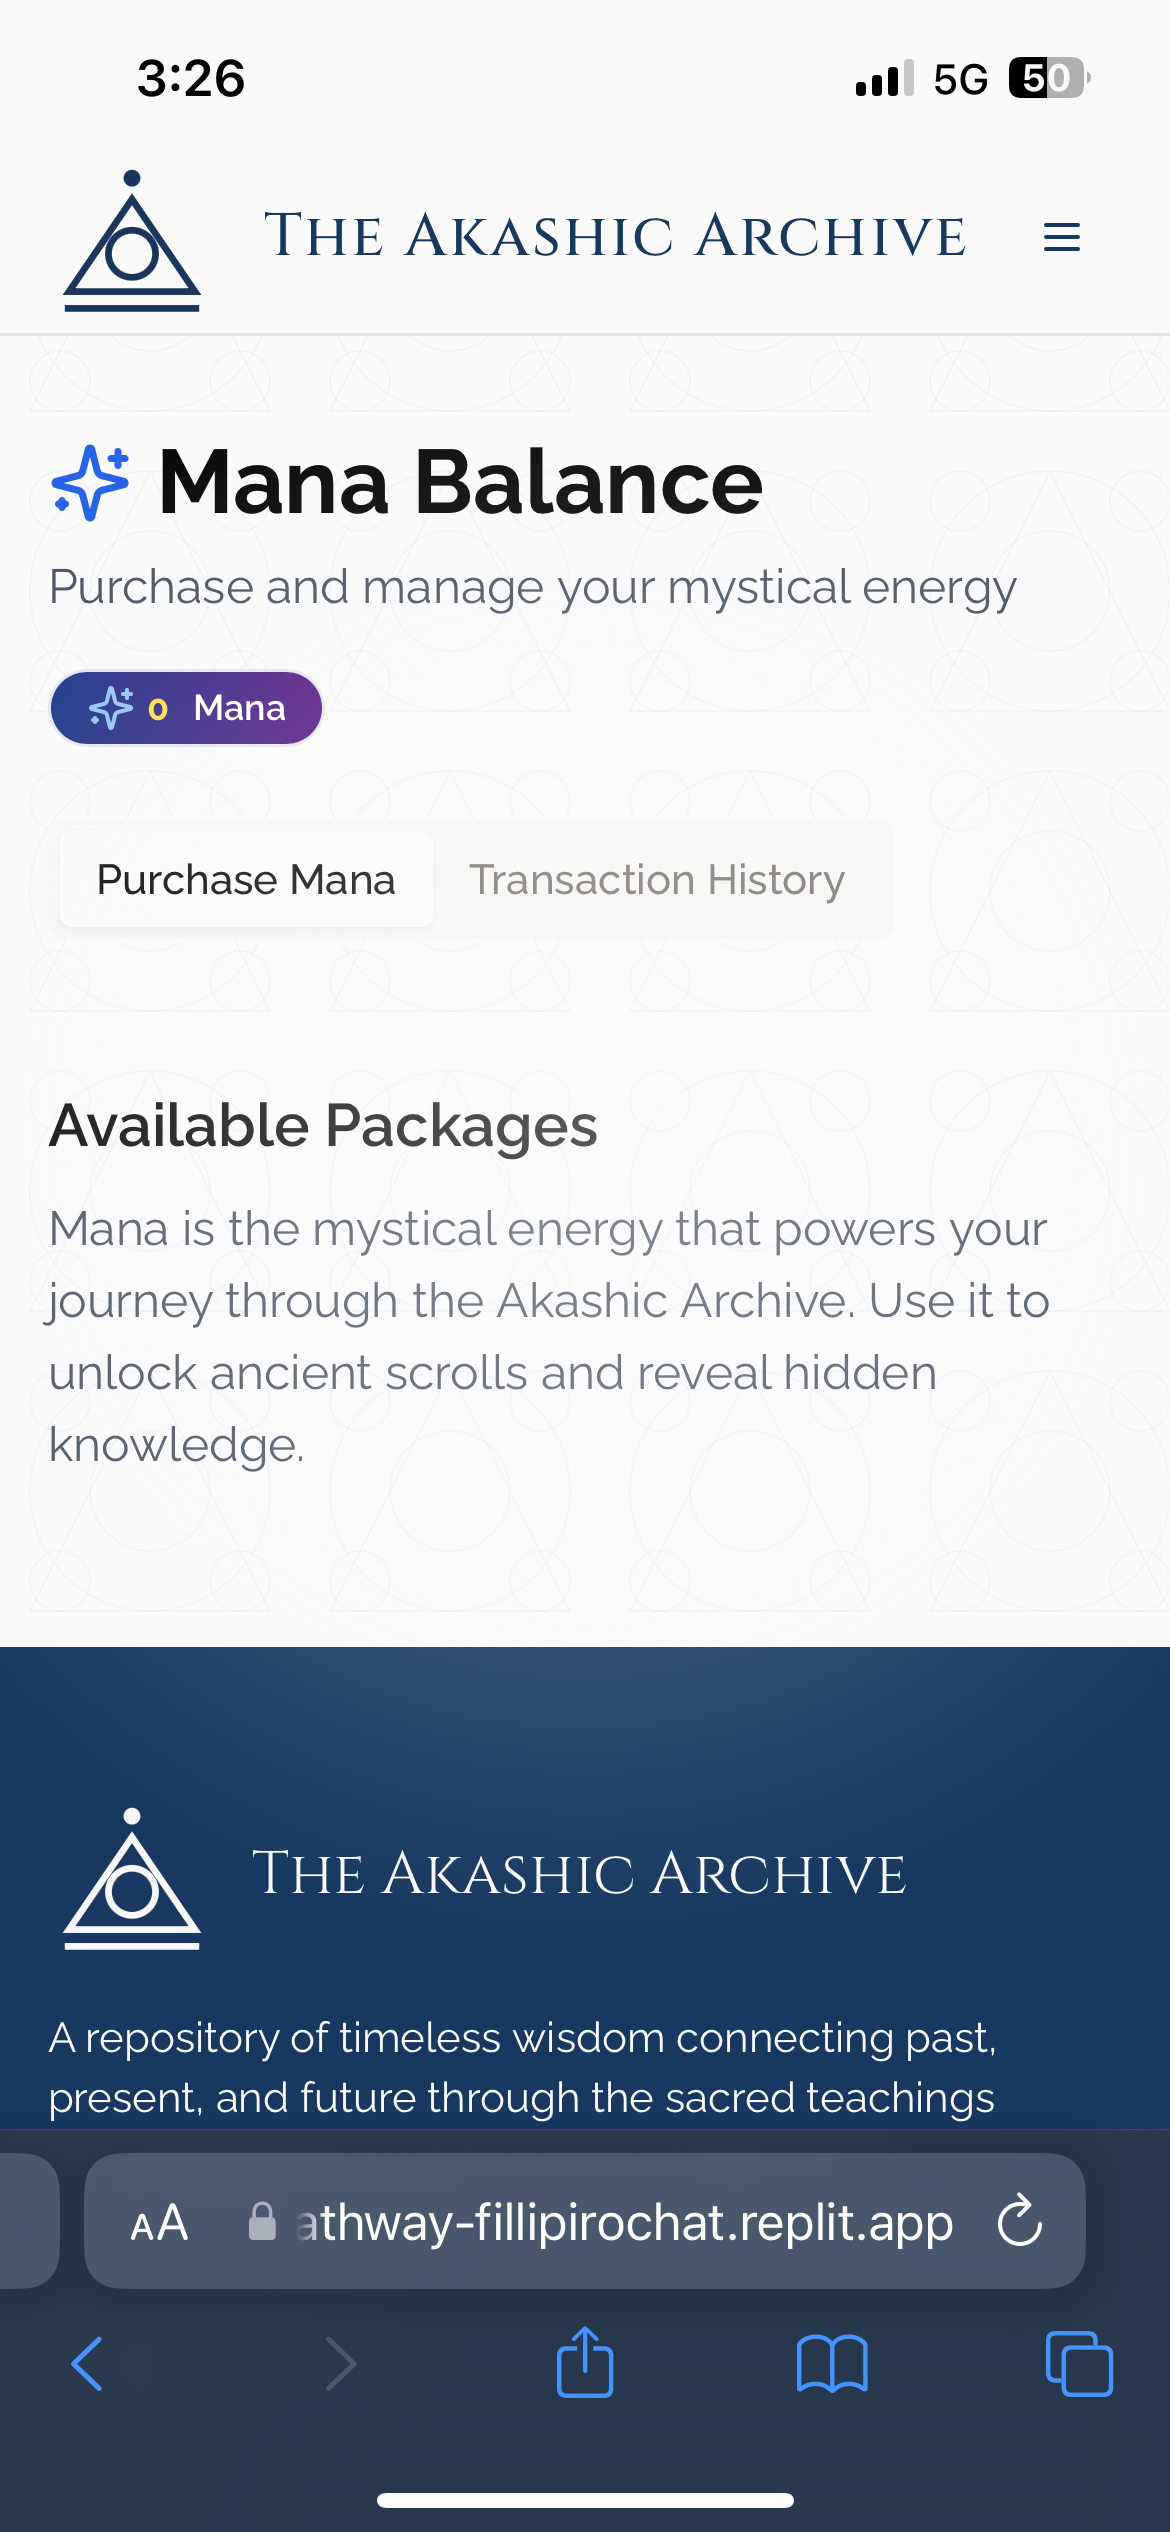 3:26
5G
50
THE AKASHIC ARCHIVE
Mana Balance
Purchase and manage your mystical energy
0 Mana
Purchase Mana
Transaction History
Available Packages
Mana is the mystical energy that powers your
journey through the Akashic Archive. Use it to
unlock ancient scrolls and reveal hidden
knowledge.
THE AKASHIC ARCHIVE
A repository of timeless wisdom connecting past,
present, and future through the sacred teachings
AA
athway-fillipirochat.replit.app